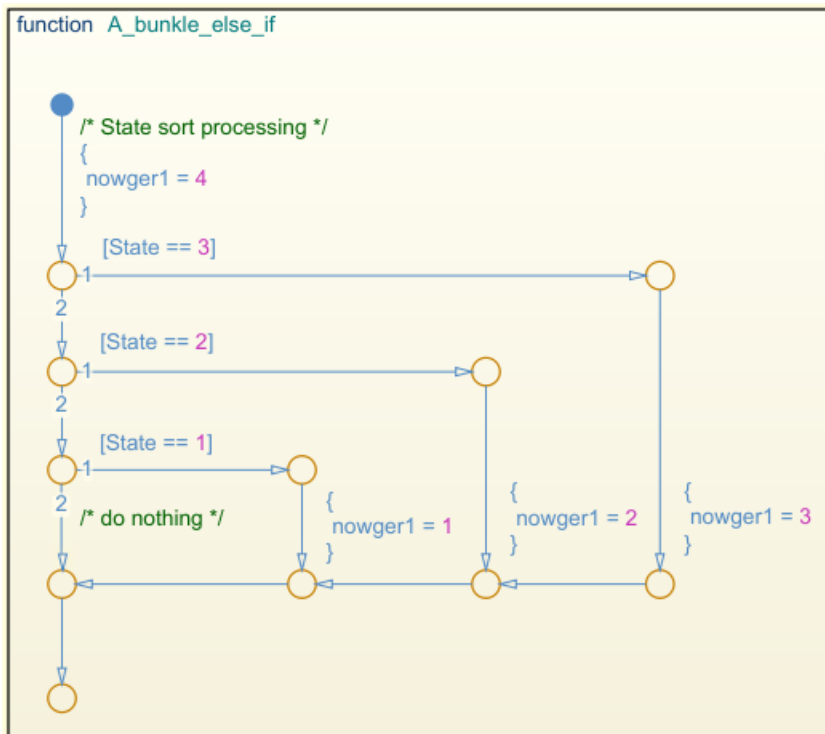 function A_bunkle_else_if
/* State sort processing */
{
nowger1 = 4
}
[State == 3]
1
2
[State == 2]
1
2
[State == 1]
1
2
/* do nothing */
{
nowger1 = 1
}
{
nowger1 = 2
}
{
nowger1 = 3
}